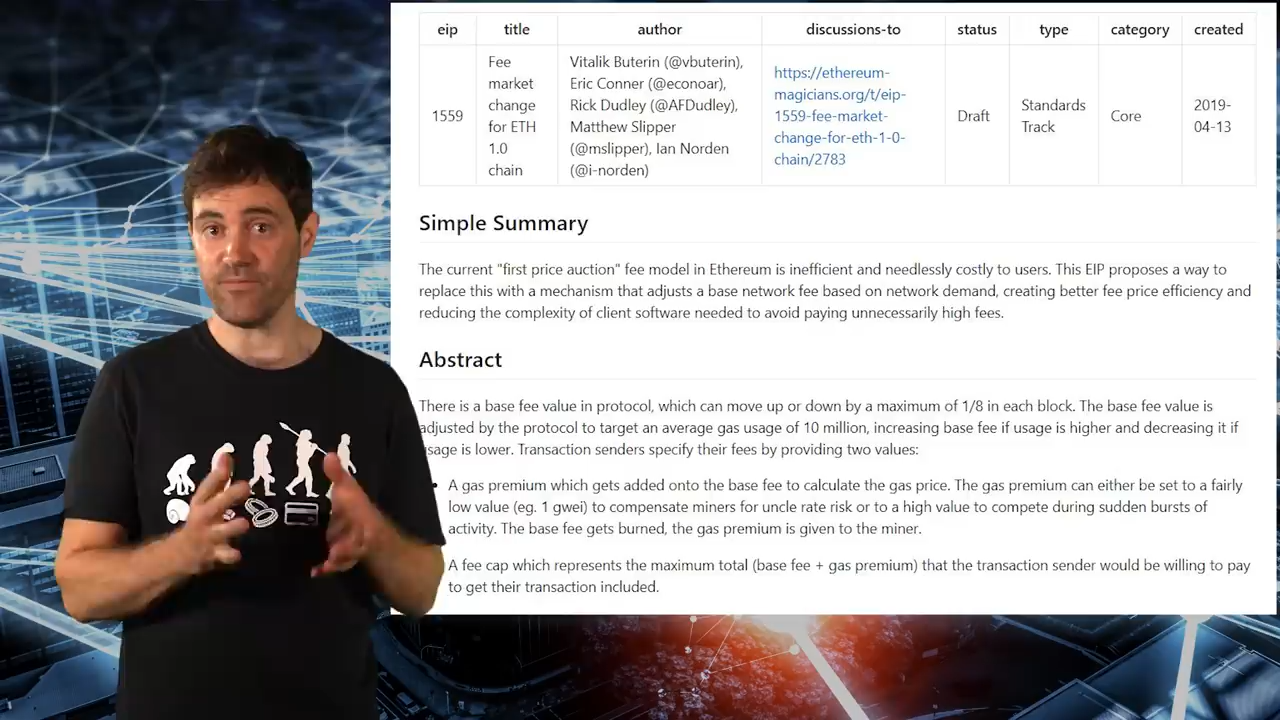 eip title author discussions-to status type category created
1559
Fee
market
change
for ETH
1.0
chain
Vitalik Buterin (@vbuterin),
Eric Conner (@econoar),
Rick Dudley (@AFDudley),
Matthew Slipper
(@mslipper), Ian Norden
(@i-norden)
https://ethereum-
magicians.org/t/eip-
1559-fee-market-
change-for-eth-1-0-
chain/2783
Draft
Standards
Track
Core
2019-
04-13
Simple Summary
The current "first price auction" fee model in Ethereum is inefficient and needlessly costly to users. This EIP proposes a way to
replace this with a mechanism that adjusts a base network fee based on network demand, creating better fee price efficiency and
reducing the complexity of client software needed to avoid paying unnecessarily high fees.
Abstract
There is a base fee value in protocol, which can move up or down by a maximum of 1/8 in each block. The base fee value is
adjusted by the protocol to target an average gas usage of 10 million, increasing base fee if usage is higher and decreasing it if
usage is lower. Transaction senders specify their fees by providing two values:
A gas premium which gets added onto the base fee to calculate the gas price. The gas premium can either be set to a fairly
low value (eg. 1 gwei) to compensate miners for uncle rate risk or to a high value to compete during sudden bursts of
activity. The base fee gets burned, the gas premium is given to the miner.
A fee cap which represents the maximum total (base fee + gas premium) that the transaction sender would be willing to pay
to get their transaction included.